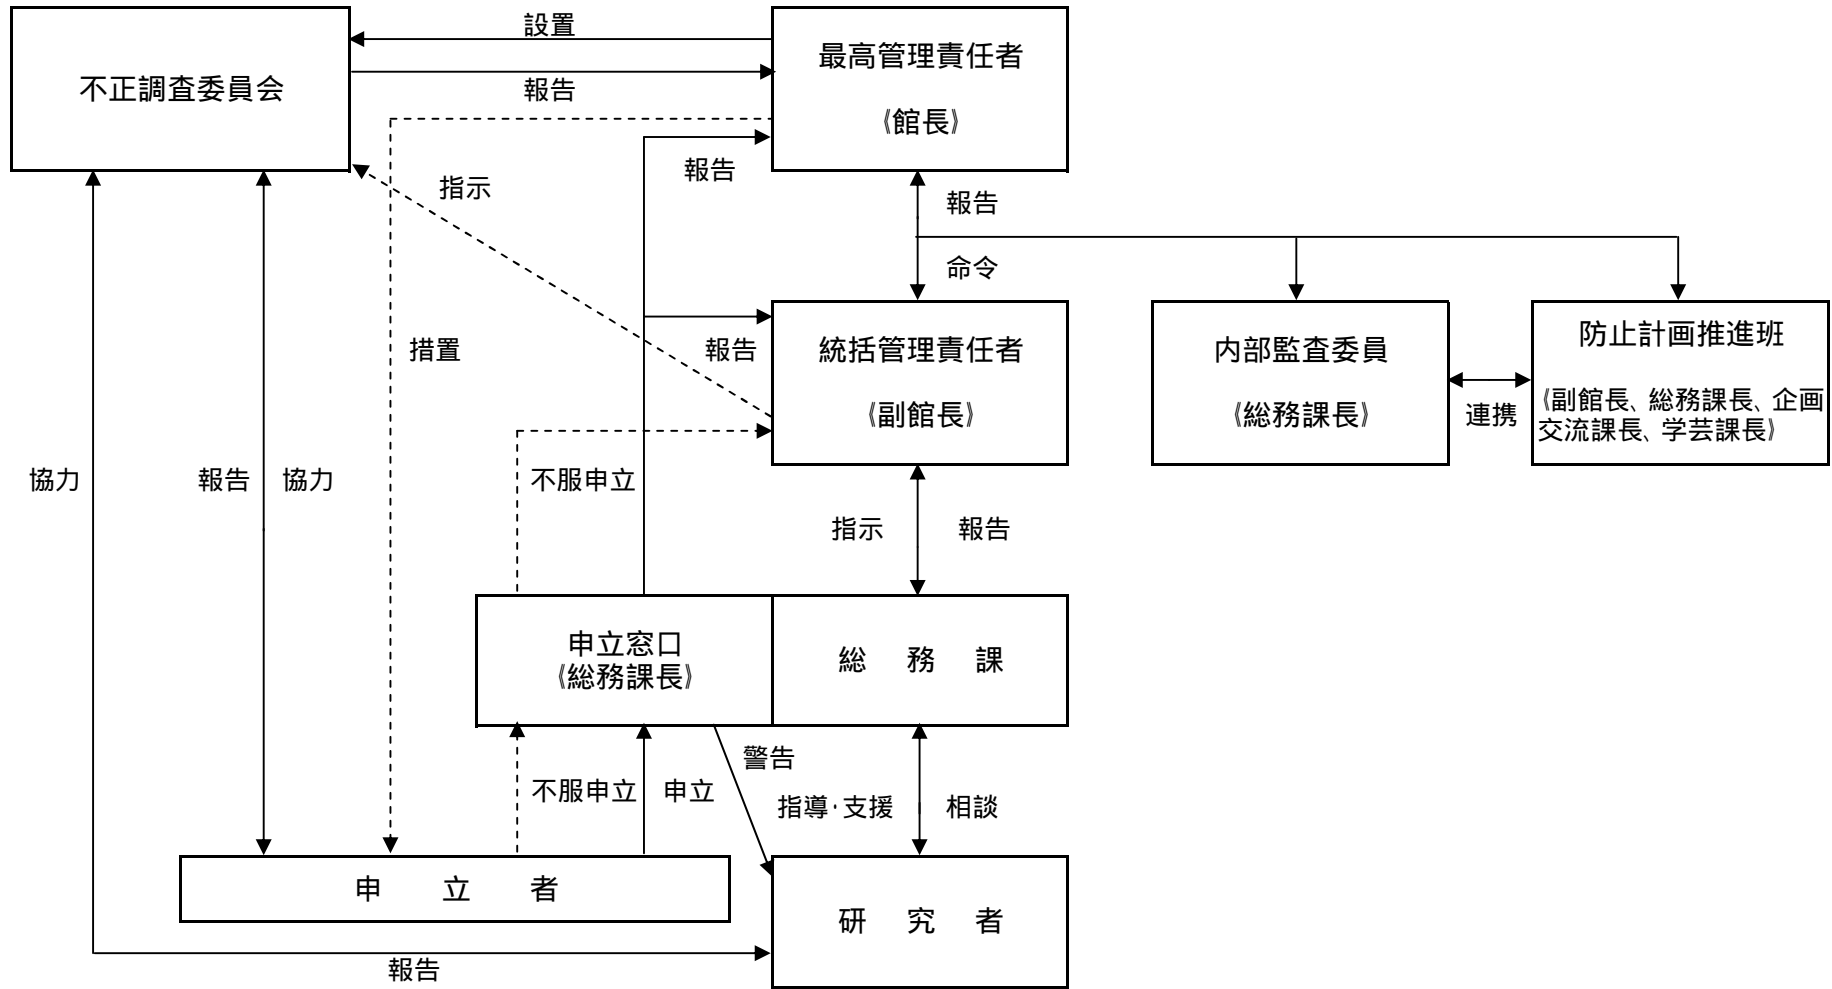 設置
不正調査委員会
最高管理責任者
報告
《館長》
報告
指示
報告
命令
措置
報告
統括管理責任者
《副館長》
内部監査委員
《総務課長》
連携
防止計画推進班
《副館長、総務課長、企画
交流課長、学芸課長》
協力
報告
協力
不服申立
指示
報告
申立窓口
《総務課長》
総 務 課
警告
不服申立
申立
指導・支援
相談
申 立 者
研 究 者
報告